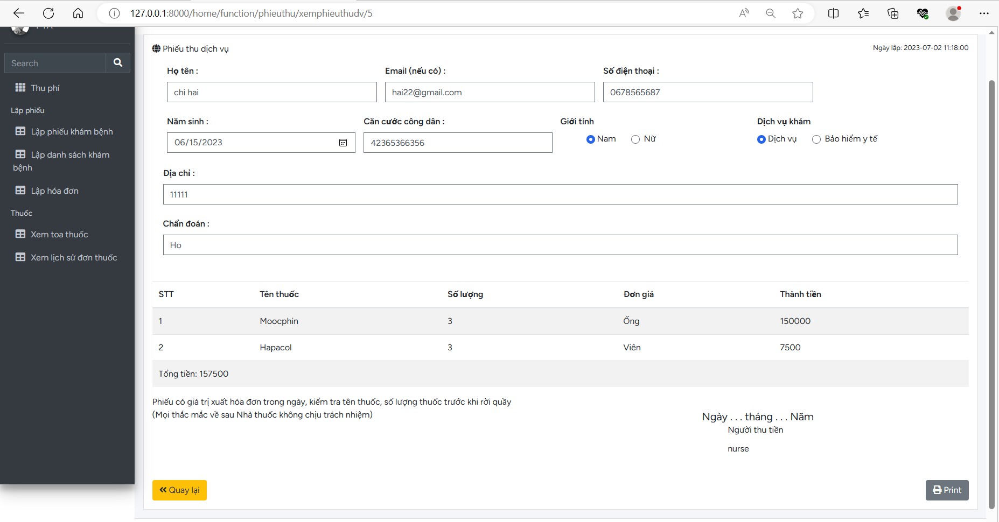 127.0.0.1:8000/home/function/phieuthu/xemphieuthudv/5
Search
Thu phí
Lập phiếu
Lập phiếu khám bệnh
Lập danh sách khám
bệnh
Lập hóa đơn
Thuốc
Xem toa thuốc
Xem lịch sử đơn thuốc
Phiếu thu dịch vụ
Ngày lập: 2023-07-02 11:18:00
Họ tên :
Email (nếu có) :
Số điện thoại :
chi hai
hai22@gmail.com
0678565687
Năm sinh :
Căn cước công dân :
Giới tính
Dịch vụ khám
06/15/2023
42365366356
Nam
Nữ
Dịch vụ
Bảo hiểm y tế
Địa chỉ :
11111
Chẩn đoán :
Ho
STT Tên thuốc Số lượng Đơn giá Thành tiền
1 Moocphin 3 Ống 150000
2 Hapacol 3 Viên 7500
Tổng tiền: 157500
Phiếu có giá trị xuất hóa đơn trong ngày, kiểm tra tên thuốc, số lượng thuốc trước khi rời quầy
(Mọi thắc mắc về sau Nhà thuốc không chịu trách nhiệm)
Ngày . . . tháng . . . Năm
Người thu tiền
nurse
Quay lại
Print